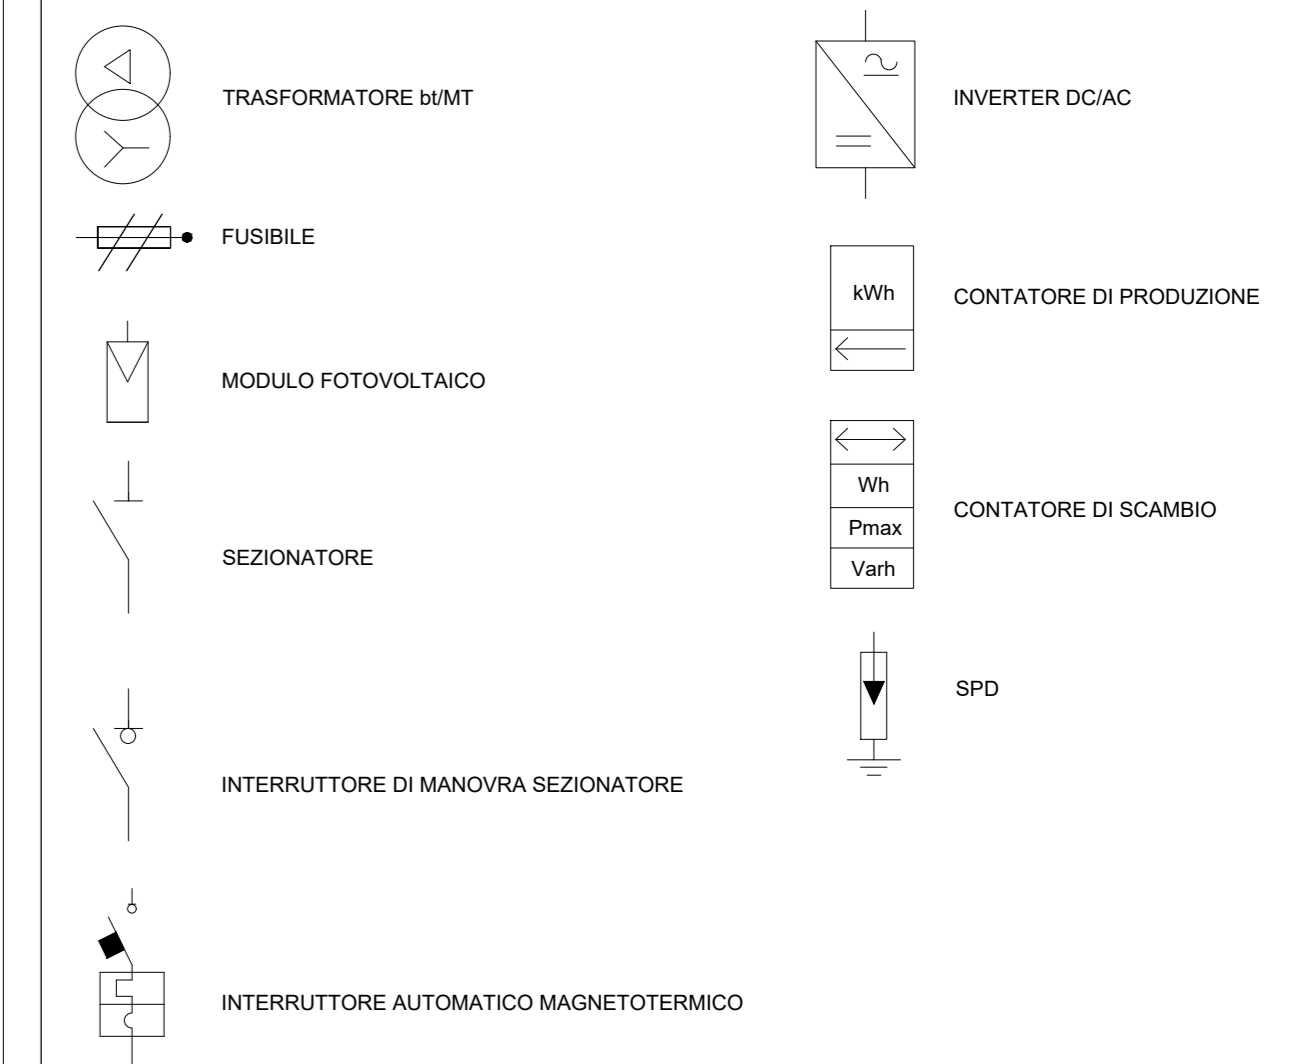 TRASFORMATORE bt/MT
FUSIBILE
MODULO FOTOVOLTAICO
SEZIONATORE
INTERRUTTORE DI MANOVRA SEZIONATORE
INTERRUTTORE AUTOMATICO MAGNETOTERMICO
INVERTER DC/AC
kWh
CONTATORE DI PRODUZIONE
Wh
Pmax
Varh
CONTATORE DI SCAMBIO
SPD